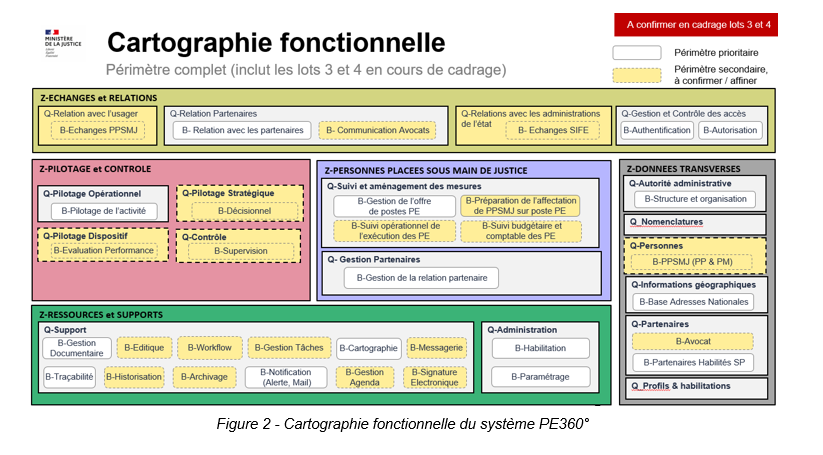 MINISTÈRE
DE LA JUSTICE
Liberté
Égalité
Fraternité
Cartographie fonctionnelle
Périmètre complet (inclut les lots 3 et 4 en cours de cadrage)
A confirmer en cadrage lots 3 et 4
Périmètre prioritaire
Périmètre secondaire,
à confirmer / affiner
Z-ECHANGES et RELATIONS
Q-Relation avec l'usager
B-Echanges PPSMJ
Q-Relation Partenaires
B- Relation avec les partenaires
B- Communication Avocats
Q-Relations avec les administrations
de l'état
B- Echanges SIFE
Q-Gestion et Contrôle des accès
B-Authentification
B-Autorisation
Z-PILOTAGE et CONTROLE
Q-Pilotage Opérationnel
B-Pilotage de l'activité
Q-Pilotage Stratégique
B-Décisionnel
Q-Pilotage Dispositif
B-Evaluation Performance
Q-Contrôle
B-Supervision
Z-PERSONNES PLACEES SOUS MAIN DE JUSTICE
Q-Suivi et aménagement des mesures
B-Gestion de l'offre
de postes PE
B-Préparation de l'affectation
de PPSMJ sur poste PE
B-Suivi opérationnel de
l'exécution des PE
B-Suivi budgétaire et
comptable des PE
Q- Gestion Partenaires
B-Gestion de la relation partenaire
Z-DONNEES TRANSVERSES
Q-Autorité administrative
B-Structure et organisation
Q_Nomenclatures
Q-Personnes
B-PPSMJ (PP & PM)
Q-Informations géographiques
B-Base Adresses Nationales
Q-Partenaires
B-Avocat
B-Partenaires Habilités SP
Q_Profils & habilitations
Z-RESSOURCES et SUPPORTS
Q-Support
B-Gestion
Documentaire
B-Editique
B-Workflow
B-Gestion Tâches
B-Cartographie
B-Messagerie
B-Traçabilité
B-Historisation
B-Archivage
B-Notification
(Alerte, Mail)
B-Gestion
Agenda
B-Signature
Electronique
Q-Administration
B-Habilitation
B-Paramétrage
Figure 2 - Cartographie fonctionnelle du système PE360°